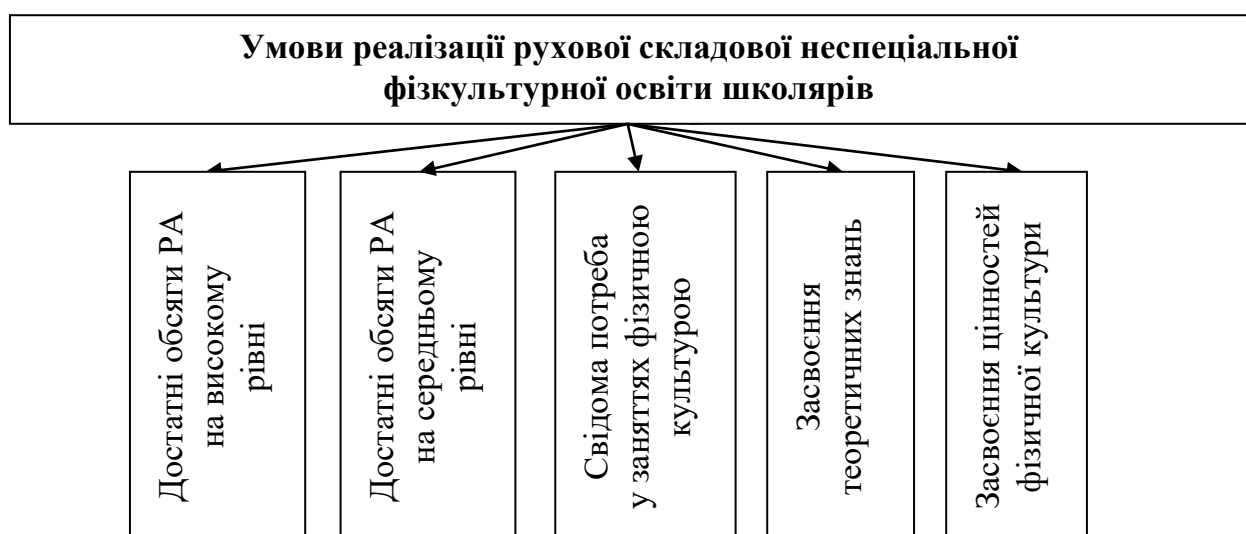 Умови реалізації рухової складової неспеціальної
фізкультурної освіти школярів
Достатні обсяги РА
на високому
рівні
Достатні обсяги РА
на середньому
рівні
Свідома потреба
у заняттях фізичною
культурою
Засвоєння
теоретичних знань
Засвоєння цінностей
фізичної культури